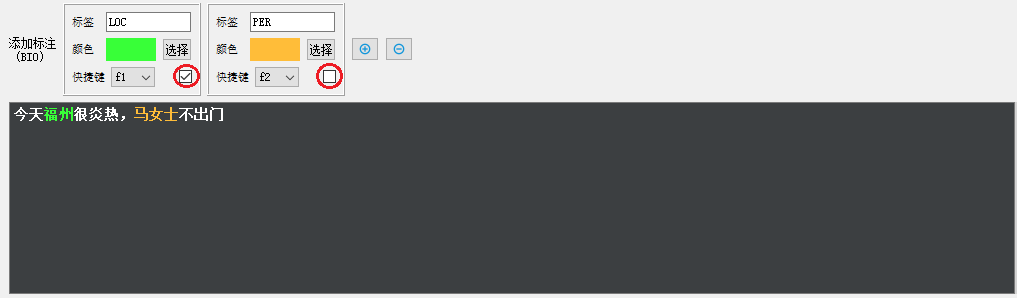 添加标注
(BIO)
标签 LOC
颜色 选择
快捷键 f1
标签 PER
颜色 选择
快捷键 f2
今天福州很炎热，马女士不出门